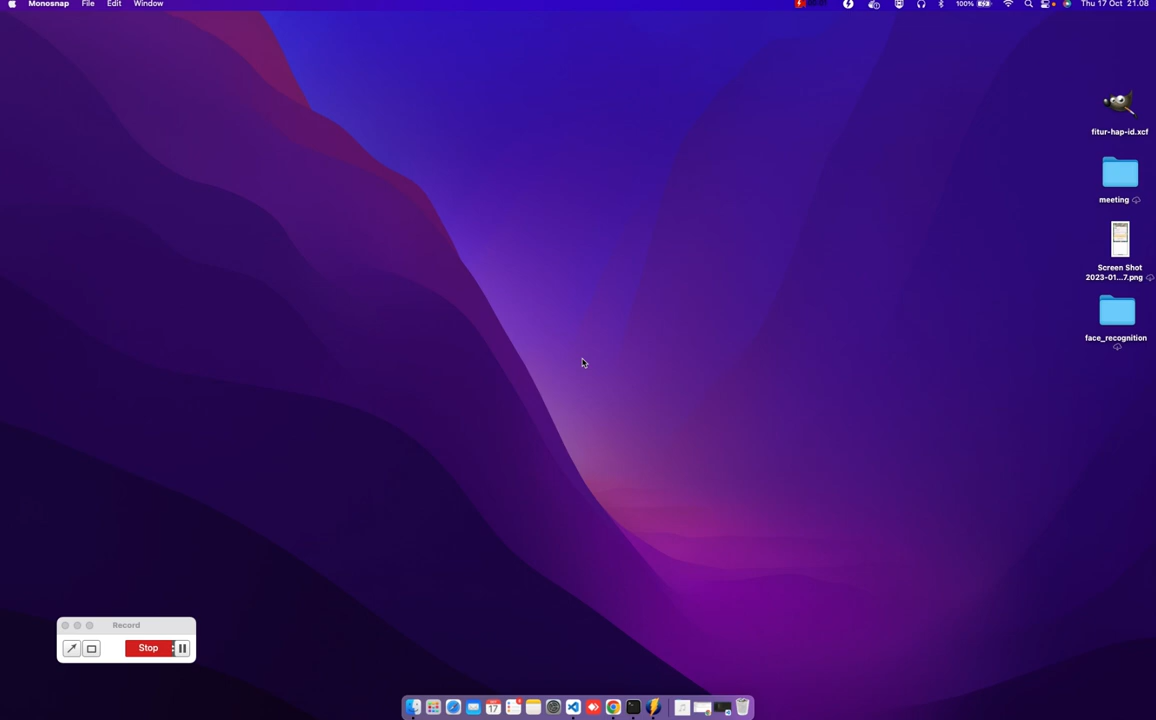 Monosnap File Edit Window 100% Thu 17 Oct 21.08
fitur-hap-id.xcf
meeting
Screen Shot
2023-01...7.png
face_recognition
Record
Stop
17